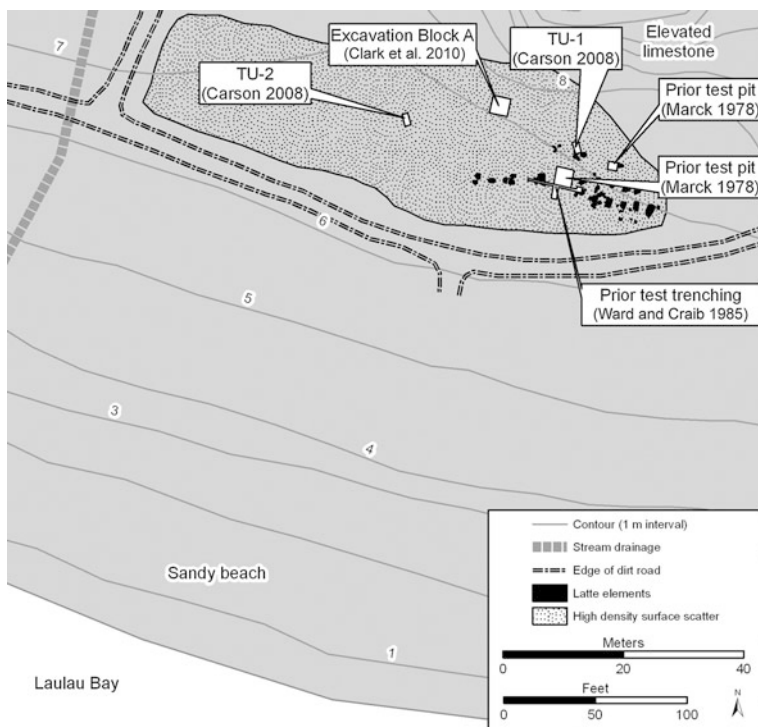 7
Excavation Block A
(Clark et al. 2010)
TU-1
(Carson 2008)
Elevated
limestone
TU-2
(Carson 2008)
8
Prior test pit
(Marck 1978)
Prior test pit
(Marck 1978)
6
5
Prior test trenching
(Ward and Craib 1985)
3
4
Sandy beach
1
Laulau Bay
Contour (1 m interval)
Stream drainage
Edge of dirt road
Latte elements
High density surface scatter
Meters
0 20 40
Feet
0 50 100
N